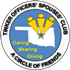 TINKER OFFICERS' SPOUSES' CLUB
Caring
Sharing
Giving
A CIRCLE OF FRIENDS